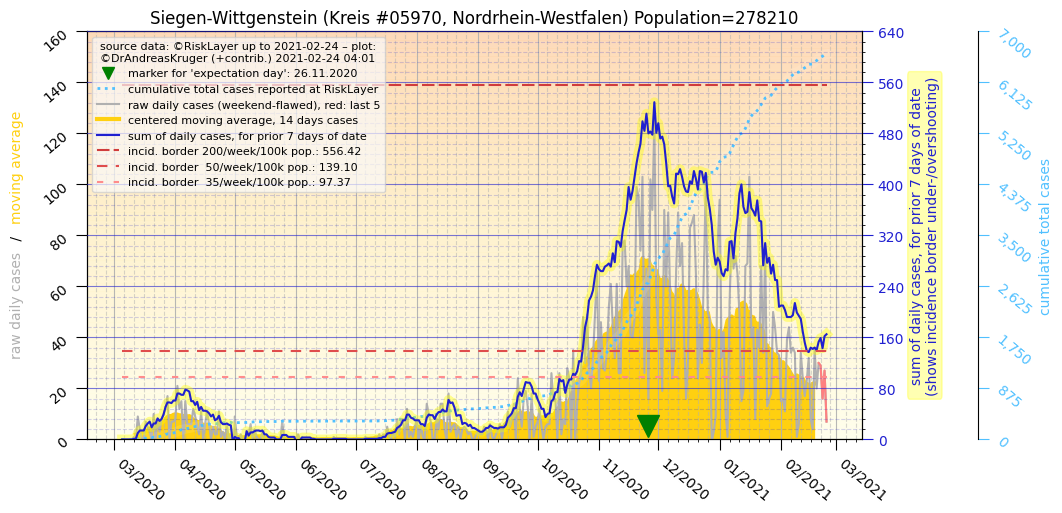 Siegen-Wittgenstein (Kreis #05970, Nordrhein-Westfalen) Population=278210
source data: ©RiskLayer up to 2021-02-24 – plot:
©DrAndreasKruger (+contrib.) 2021-02-24 04:01
marker for 'expectation day': 26.11.2020
cumulative total cases reported at RiskLayer
raw daily cases (weekend-flawed), red: last 5
centered moving average, 14 days cases
sum of daily cases, for prior 7 days of date
incid. border 200/week/100k pop.: 556.42
incid. border  50/week/100k pop.: 139.10
incid. border  35/week/100k pop.: 97.37
raw daily cases  /  moving average
160
140
120
100
80
60
40
20
0
640
560
480
400
320
240
160
80
0
sum of daily cases, for prior 7 days of date
(shows incidence border under-/overshooting)
7,000
6,125
5,250
4,375
3,500
2,625
1,750
875
0
cumulative total cases
03/2020
04/2020
05/2020
06/2020
07/2020
08/2020
09/2020
10/2020
11/2020
12/2020
01/2021
02/2021
03/2021